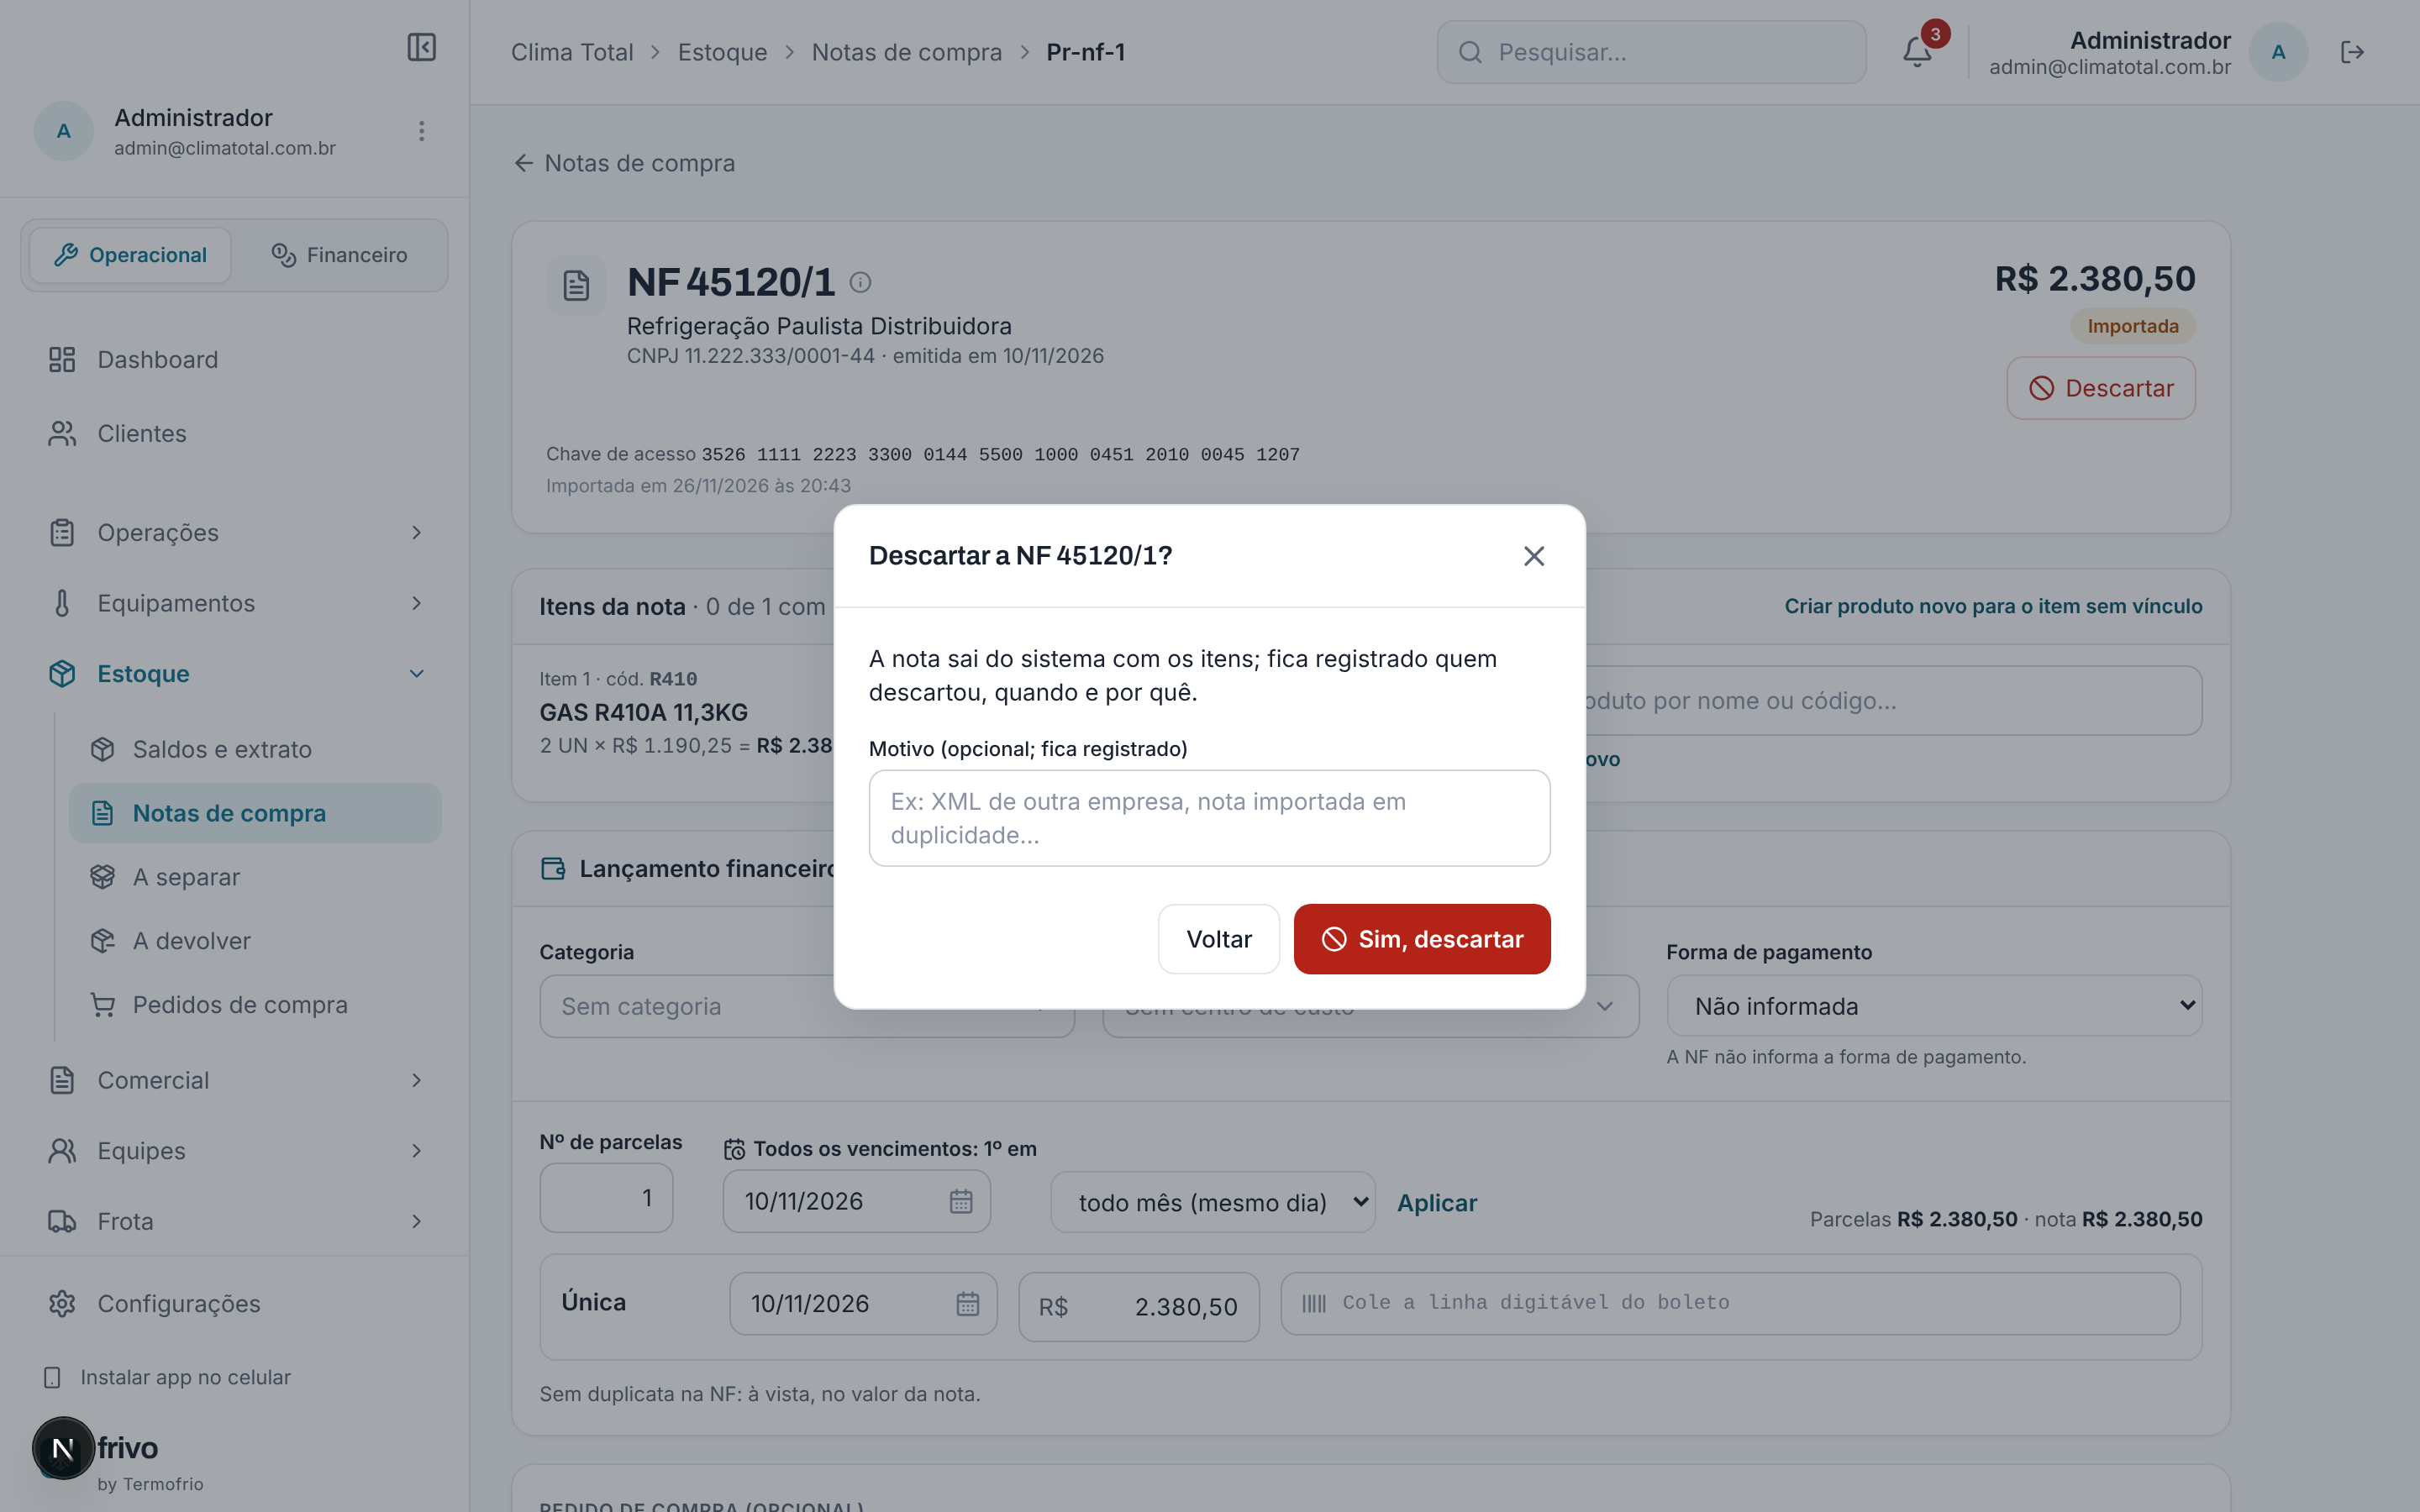 Clima Total > Estoque > Notas de compra > Pr-nf-1
Pesquisar...
3
Administrador
admin@climatotal.com.br
A
A
Administrador
admin@climatotal.com.br
Operacional
Financeiro
Dashboard
Clientes
Operações
Equipamentos
Estoque
Saldos e extrato
Notas de compra
A separar
A devolver
Pedidos de compra
Comercial
Equipes
Frota
Configurações
Instalar app no celular
N
frivo
by Termofrio
← Notas de compra
NF 45120/1
Refrigeração Paulista Distribuidora
CNPJ 11.222.333/0001-44 · emitida em 10/11/2026
R$ 2.380,50
Importada
Descartar
Chave de acesso 3526 1111 2223 3300 0144 5500 1000 0451 2010 0045 1207
Importada em 26/11/2026 às 20:43
Itens da nota · 0 de 1 com
Criar produto novo para o item sem vínculo
Item 1 · cód. R410
GAS R410A 11,3KG
2 UN × R$ 1.190,25 = R$ 2.38
por nome ou código...
Descartar a NF 45120/1?
A nota sai do sistema com os itens; fica registrado quem
descartou, quando e por quê.
Motivo (opcional; fica registrado)
Ex: XML de outra empresa, nota importada em
duplicidade...
Voltar
Sim, descartar
Lançamento financeiro
Categoria
Sem categoria
Sem centro de custo
Forma de pagamento
Não informada
A NF não informa a forma de pagamento.
Nº de parcelas
1
Todos os vencimentos: 1º em
10/11/2026
todo mês (mesmo dia)
Aplicar
Parcelas R$ 2.380,50 · nota R$ 2.380,50
Única
10/11/2026
R$ 2.380,50
Cole a linha digitável do boleto
Sem duplicata na NF: à vista, no valor da nota.
PEDIDO DE COMPRA (OPCIONAL)